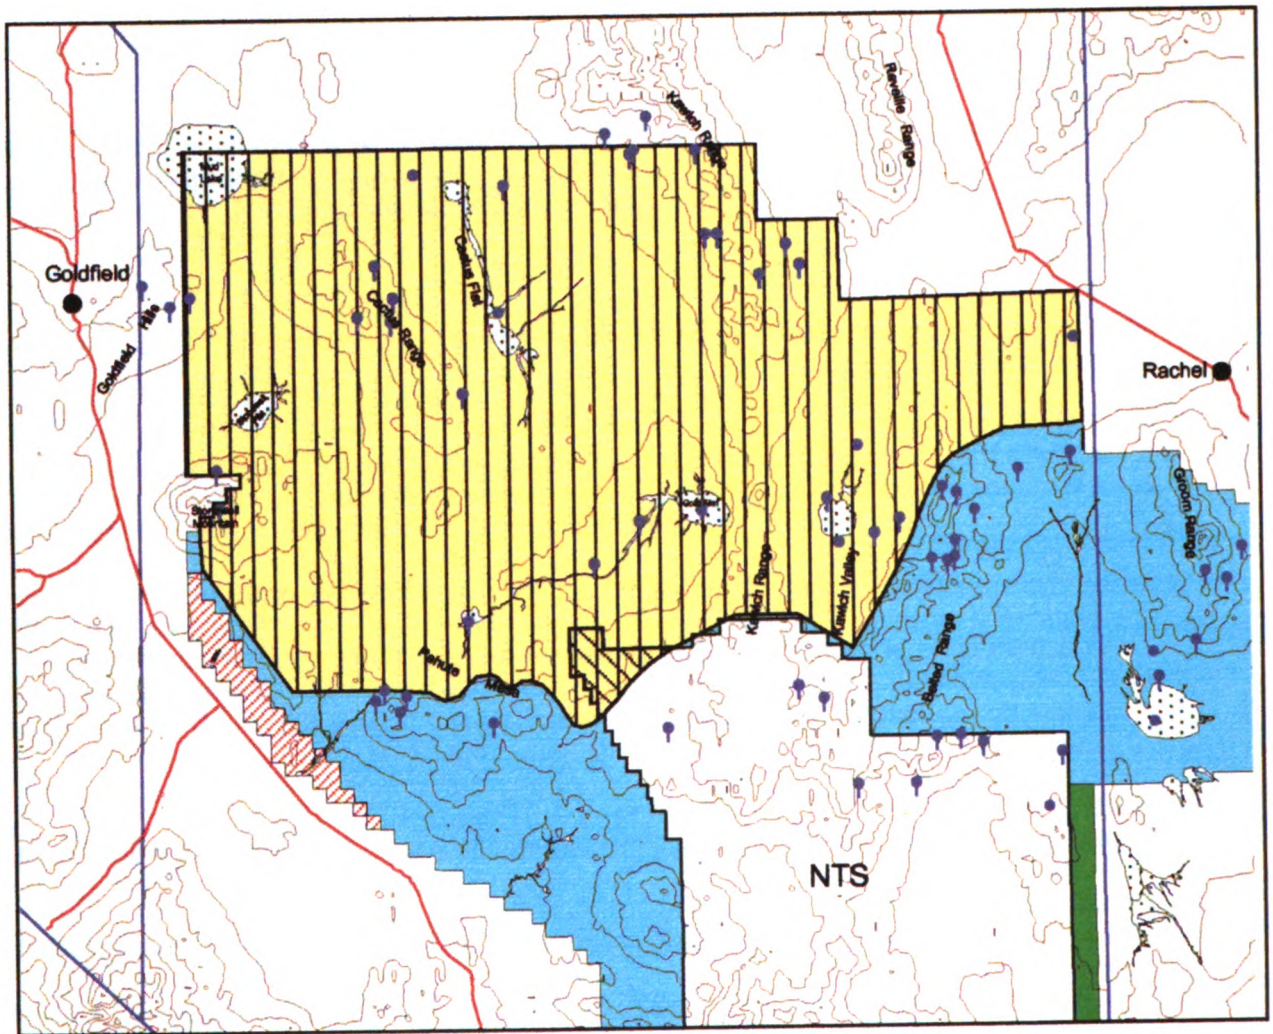 Kawich Range
Reveille Range
Goldfield
Goldfield Hills
Cactus Flat
Cactus Range
Rachel
Groom Range
Kawich Range
Kawich Valley
Belted Range
Pahute
Mesa
NTS